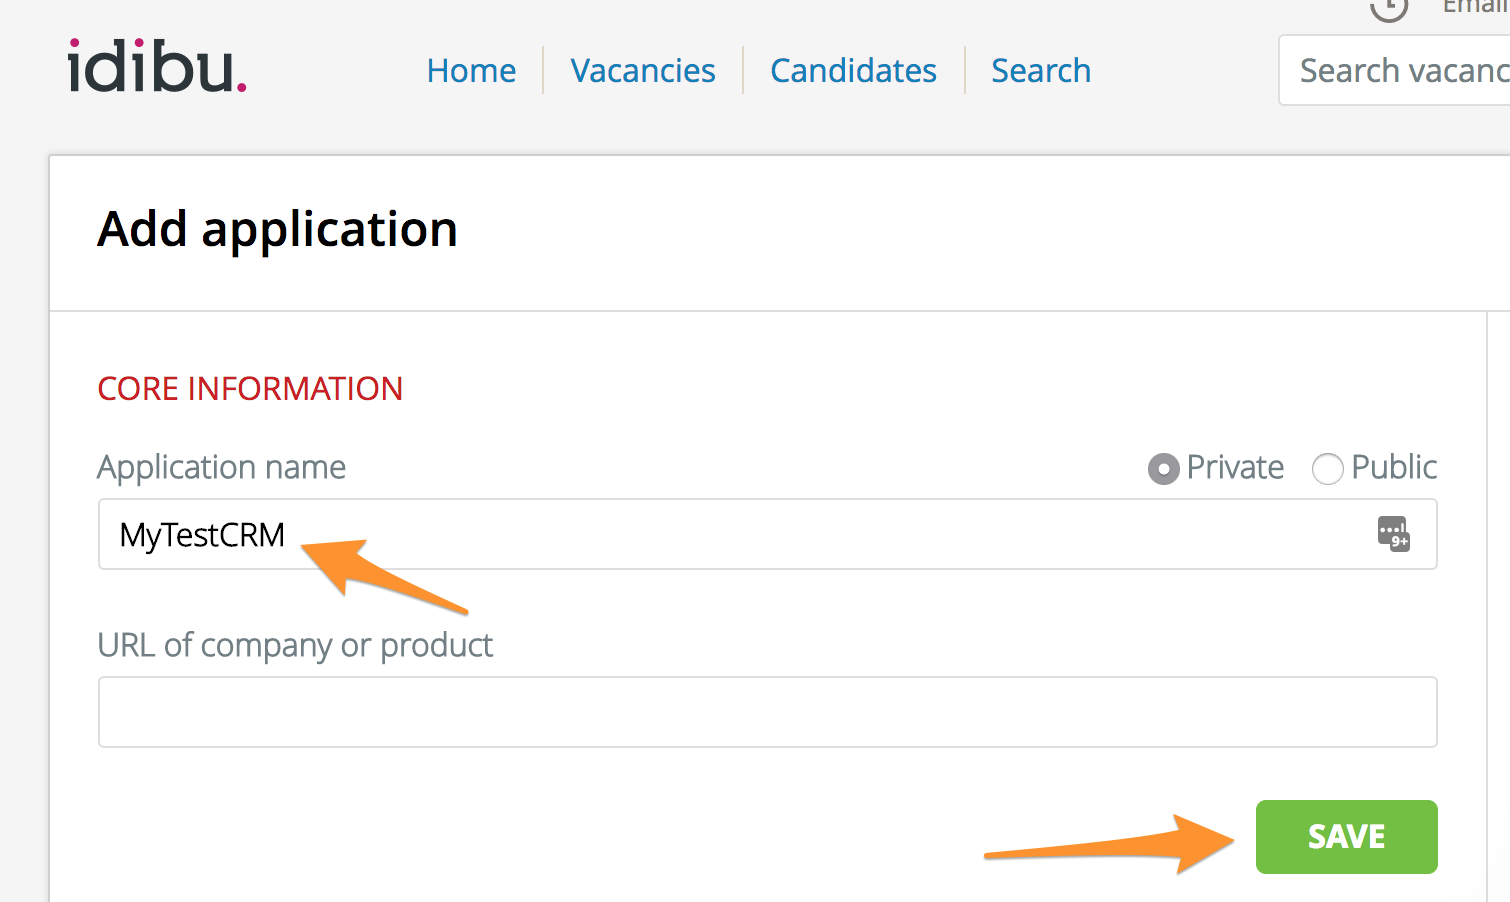 Email
idibu.
Home
Vacancies
Candidates
Search
Search vacanc
Add application
CORE INFORMATION
Application name
Private
Public
MyTestCRM
9+
URL of company or product
SAVE